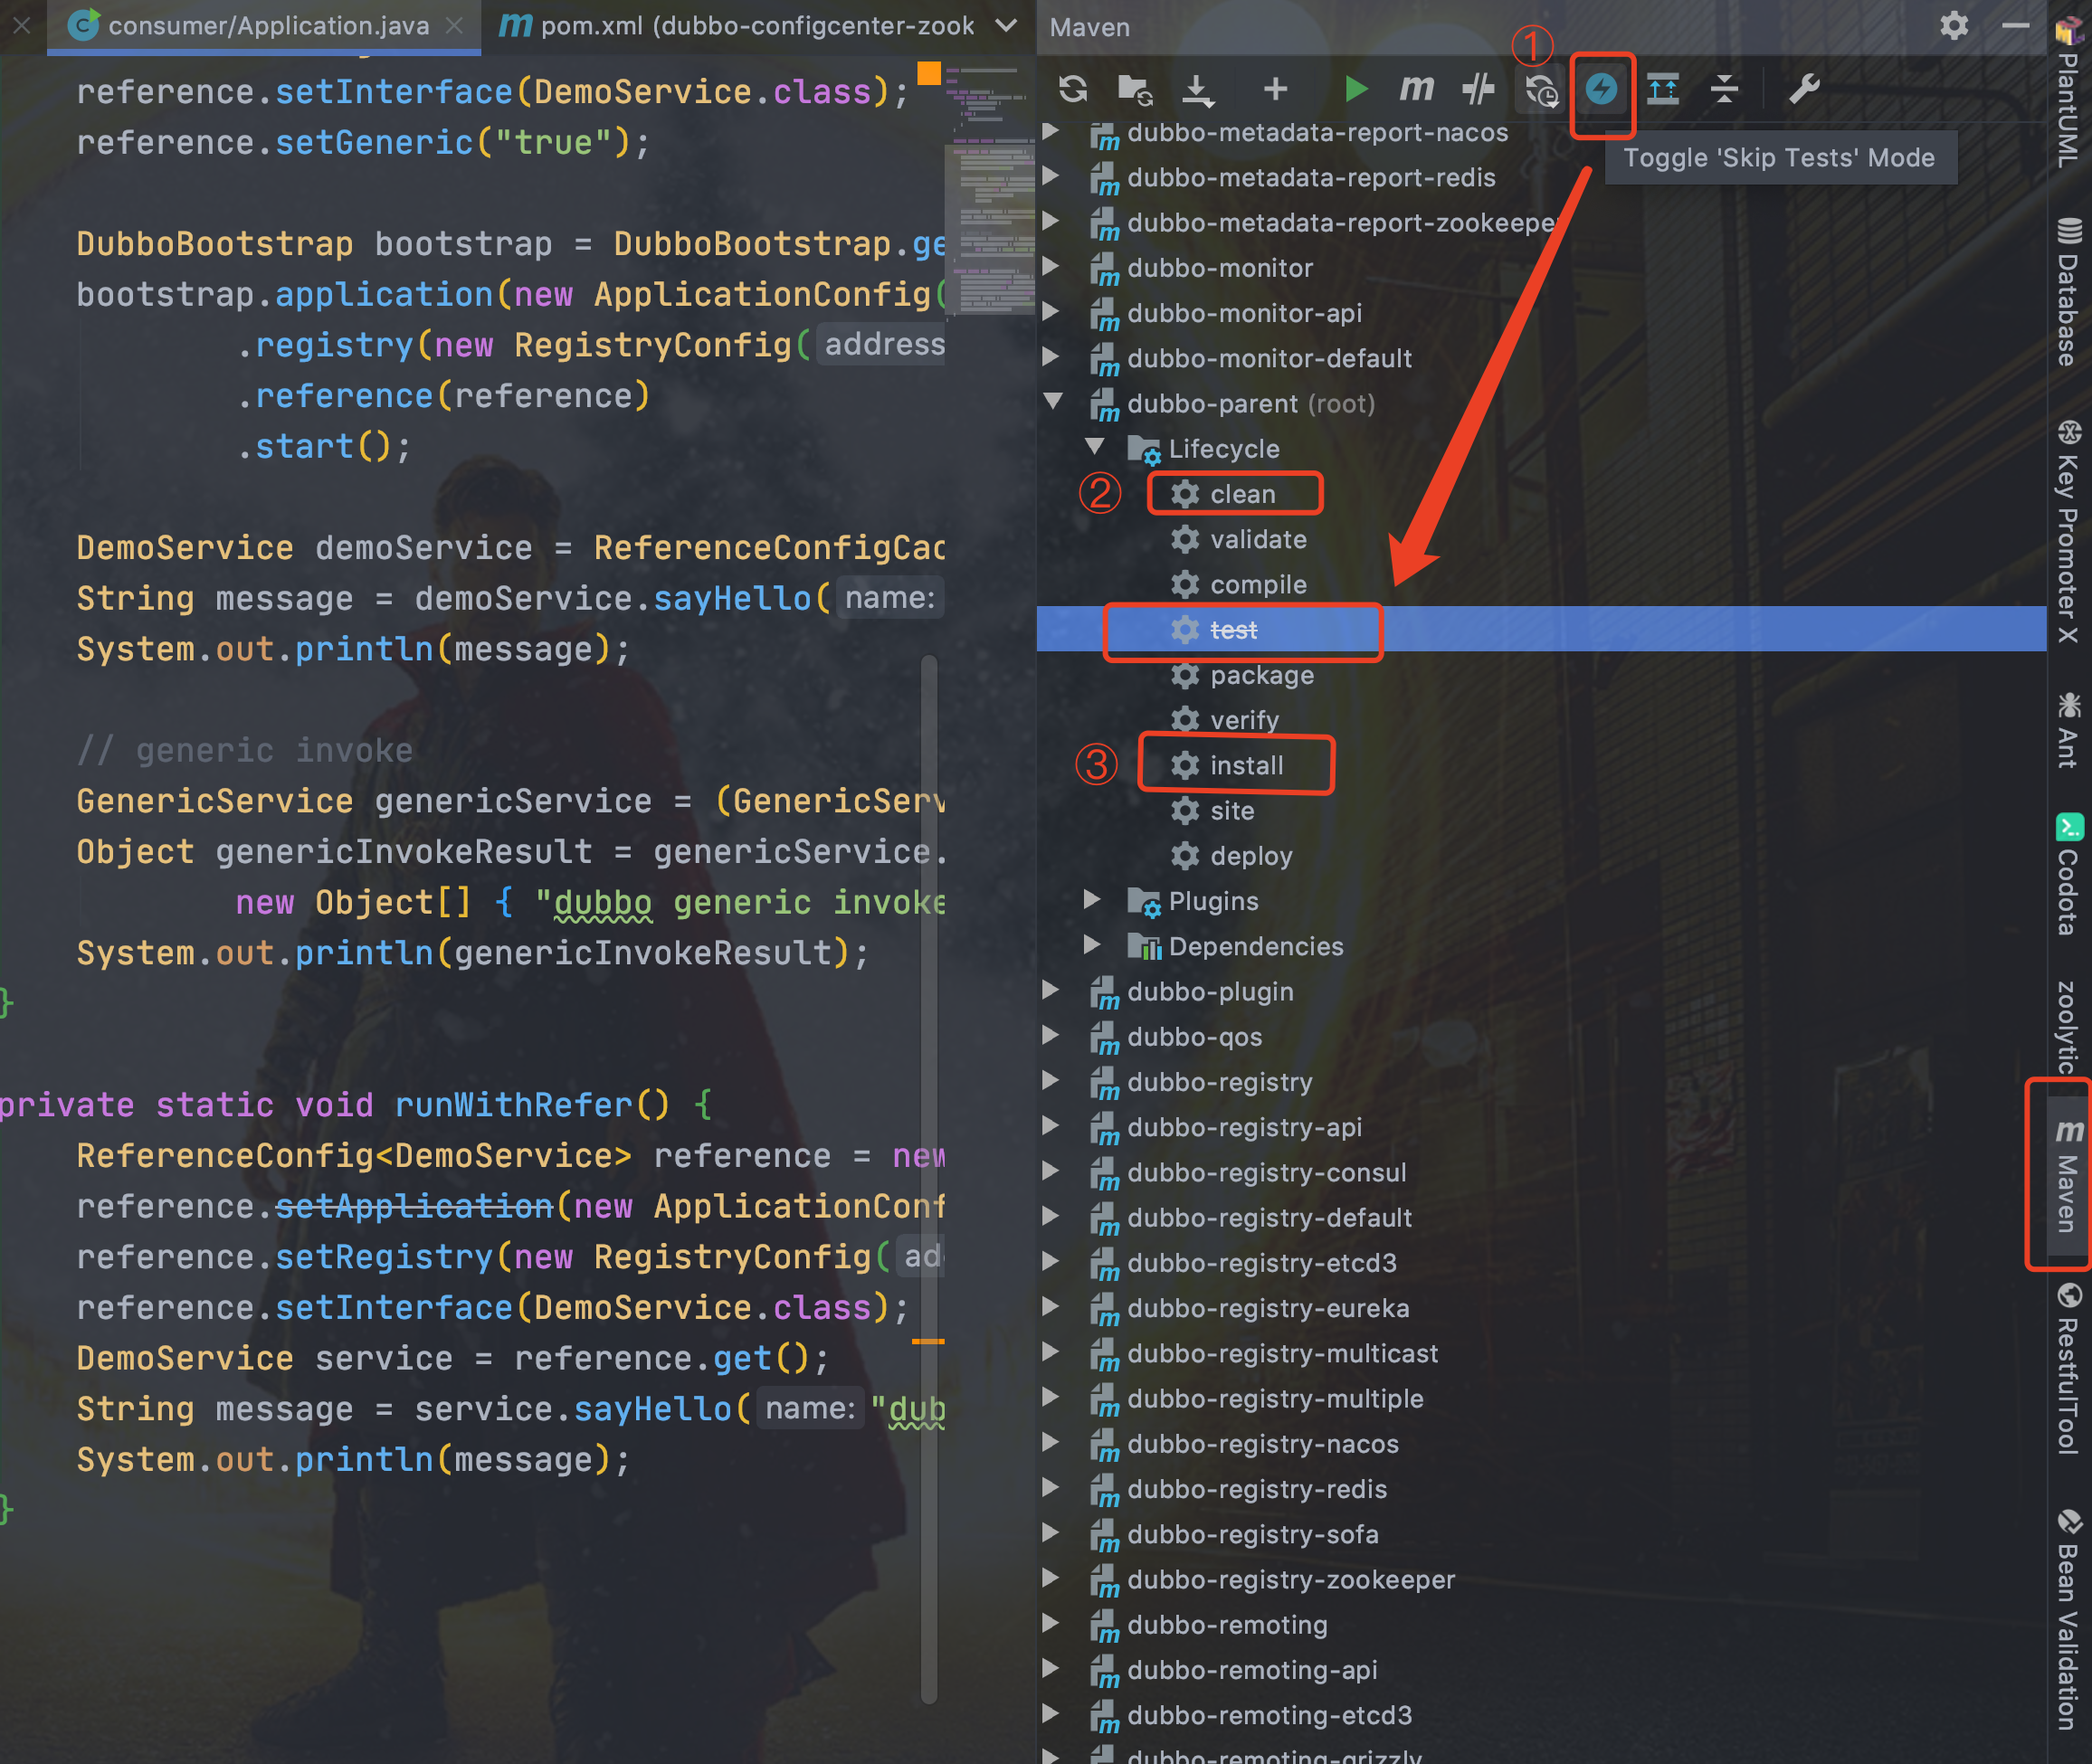 consumer/Application.java
pom.xml (dubbo-configcenter-zook
reference.setInterface(DemoService.class);
reference.setGeneric("true");
DubboBootstrap bootstrap = DubboBootstrap.ge
bootstrap.application(new ApplicationConfig(
.registry(new RegistryConfig( address
.reference(reference)
.start();
DemoService demoService = ReferenceConfigCac
String message = demoService.sayHello( name:
System.out.println(message);
// generic invoke
GenericService genericService = (GenericServ
Object genericInvokeResult = genericService.
new Object[] { "dubbo generic invoke
System.out.println(genericInvokeResult);
}
private static void runWithRefer() {
ReferenceConfig<DemoService> reference = new
reference.setApplication(new ApplicationConf
reference.setRegistry(new RegistryConfig( ad
reference.setInterface(DemoService.class);
DemoService service = reference.get();
String message = service.sayHello( name: "dub
System.out.println(message);
}
Maven
①
Toggle 'Skip Tests' Mode
dubbo-metadata-report-nacos
dubbo-metadata-report-redis
dubbo-metadata-report-zookeeper
dubbo-monitor
dubbo-monitor-api
dubbo-monitor-default
dubbo-parent (root)
Lifecycle
② clean
validate
compile
test
package
verify
③ install
site
deploy
Plugins
Dependencies
dubbo-plugin
dubbo-qos
dubbo-registry
dubbo-registry-api
dubbo-registry-consul
dubbo-registry-default
dubbo-registry-etcd3
dubbo-registry-eureka
dubbo-registry-multicast
dubbo-registry-multiple
dubbo-registry-nacos
dubbo-registry-redis
dubbo-registry-sofa
dubbo-registry-zookeeper
dubbo-remoting
dubbo-remoting-api
dubbo-remoting-etcd3
dubbo-remoting-grizzly
PlantUML
Database
Key Promoter X
Ant
Codota
zoolytic
Maven
RestfulTool
Bean Validation